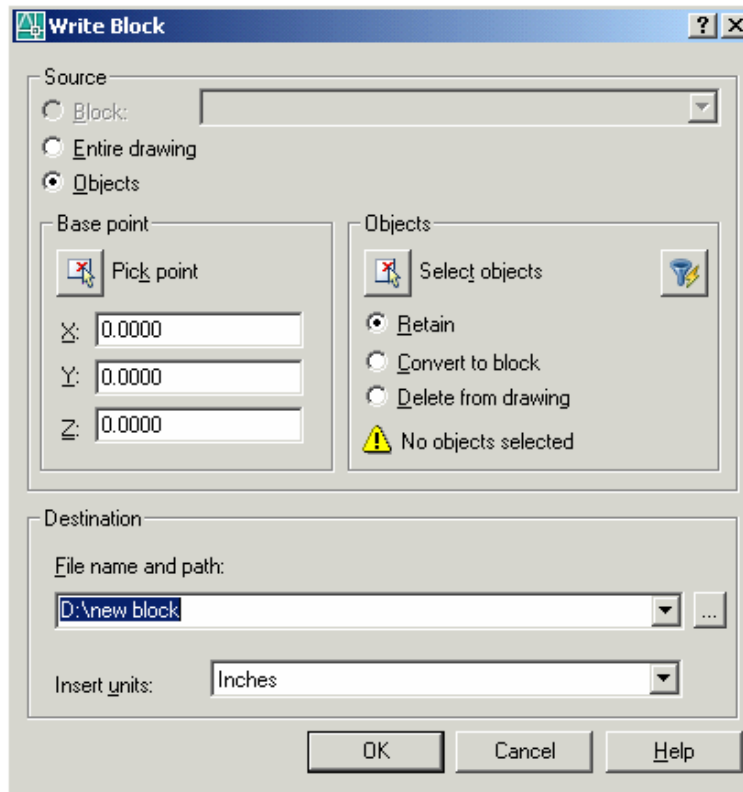 Write Block
Source
Block:
Entire drawing
Objects
Base point
Pick point
X: 0.0000
Y: 0.0000
Z: 0.0000
Objects
Select objects
Retain
Convert to block
Delete from drawing
No objects selected
Destination
File name and path:
D:\new block
...
Insert units: Inches
OK Cancel Help